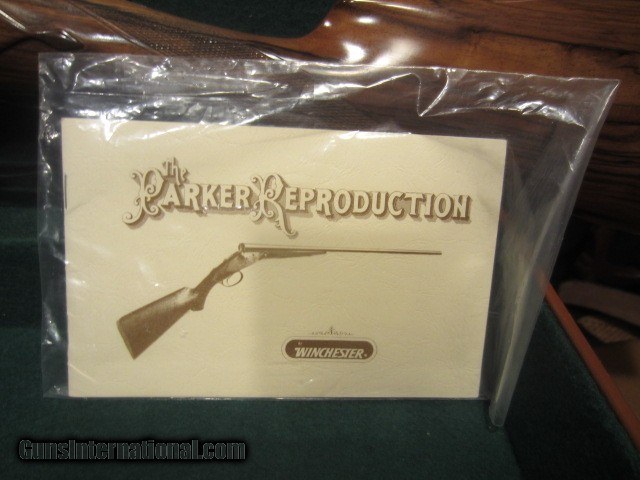 The
PARKER REPRODUCTION
WINCHESTER
GunsInternational.com